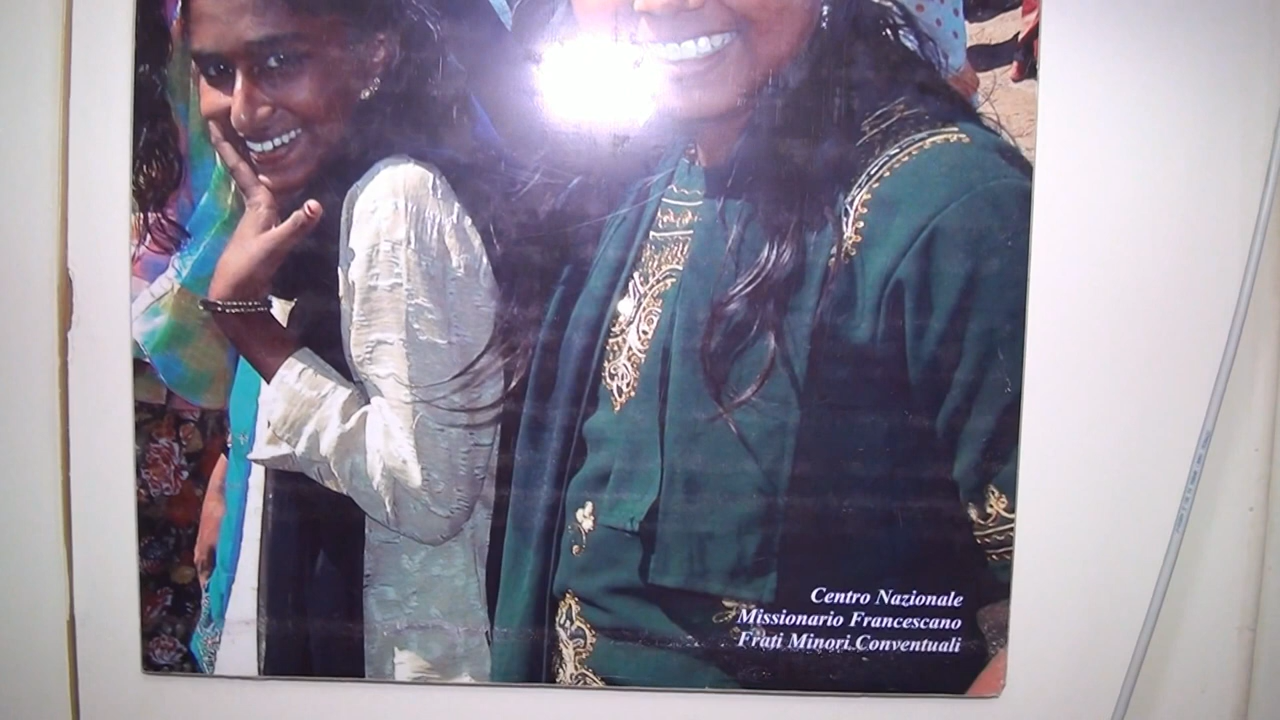 Centro Nazionale
Missionario Francescano
Frati Minori Conventuali